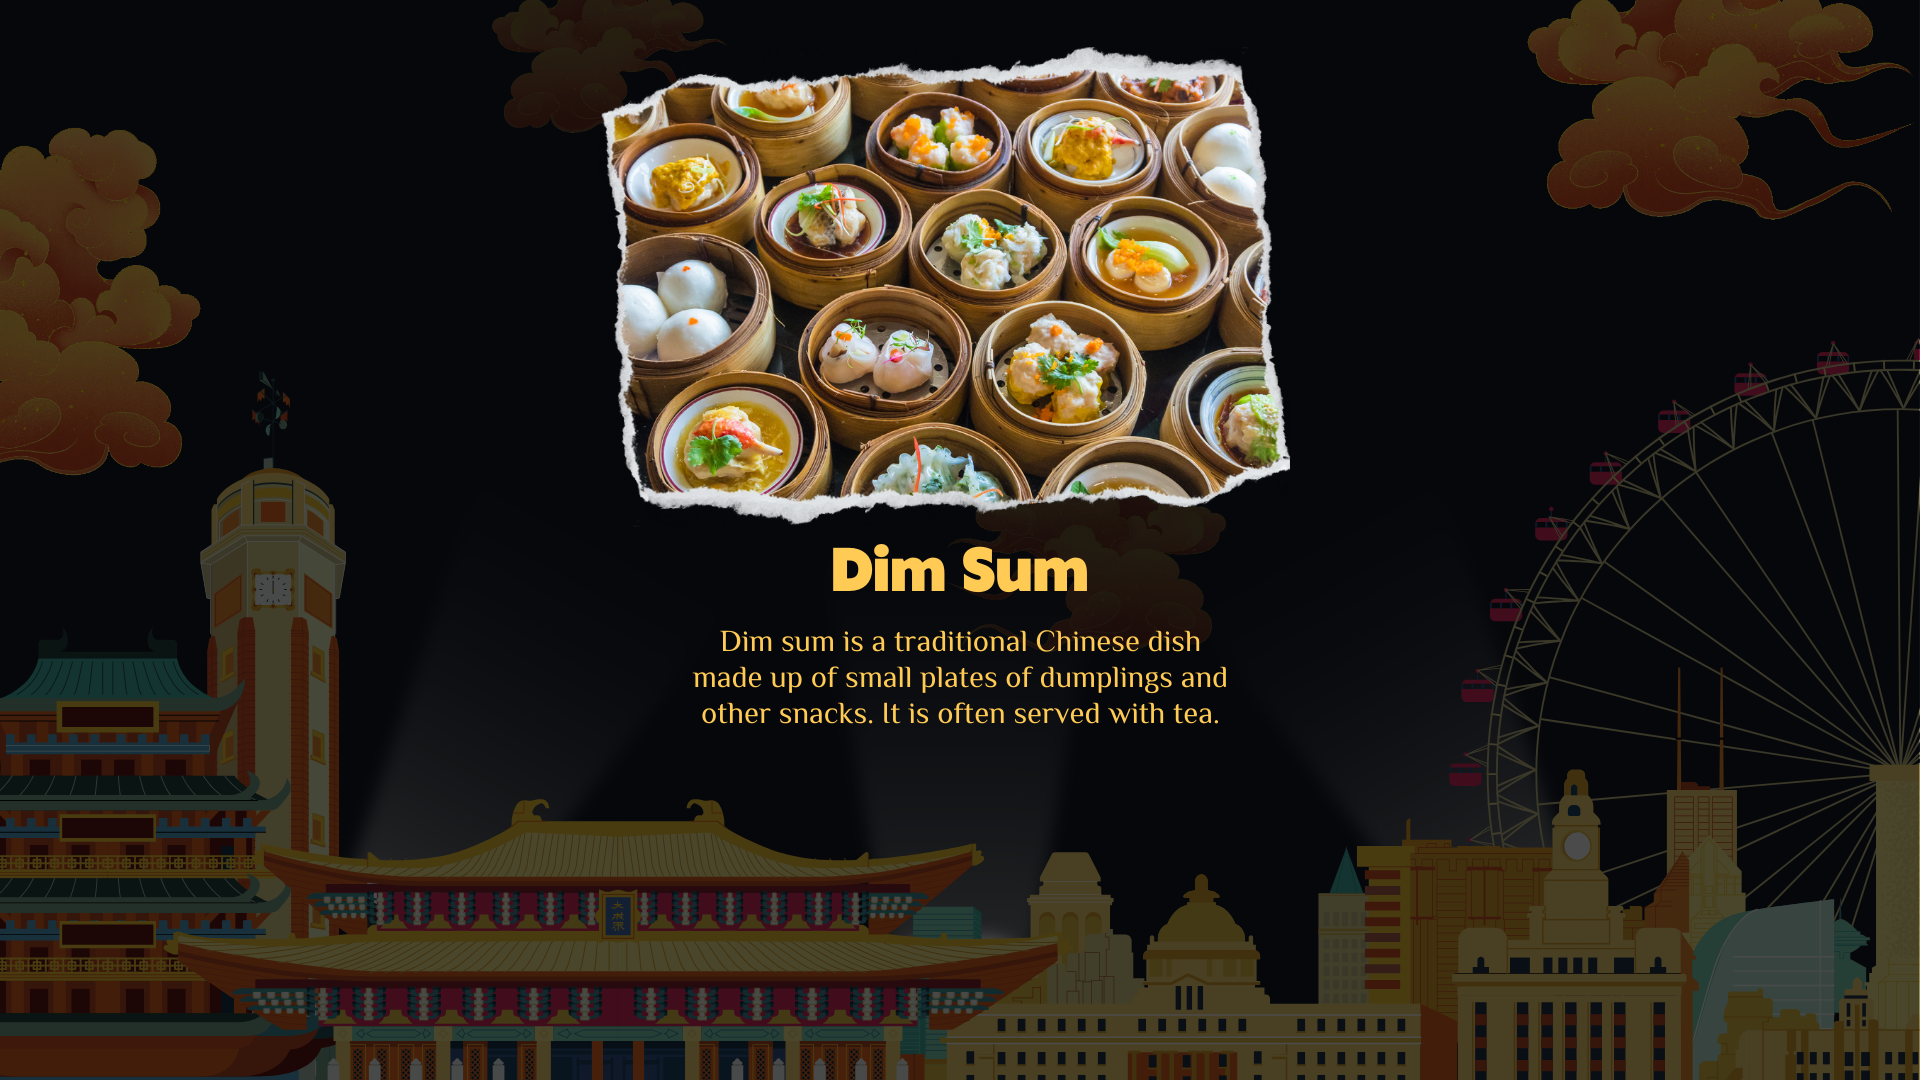 Dim Sum
Dim sum is a traditional Chinese dish
made up of small plates of dumplings and
other snacks. It is often served with tea.